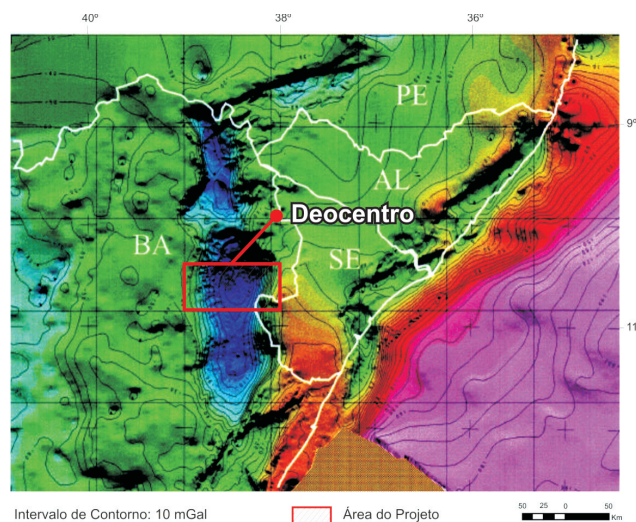 40º 38º 36º
PE
9º
AL
Deocentro
BA
SE
11º
Intervalo de Contorno: 10 mGal
Área do Projeto
50 25 0 50
Km